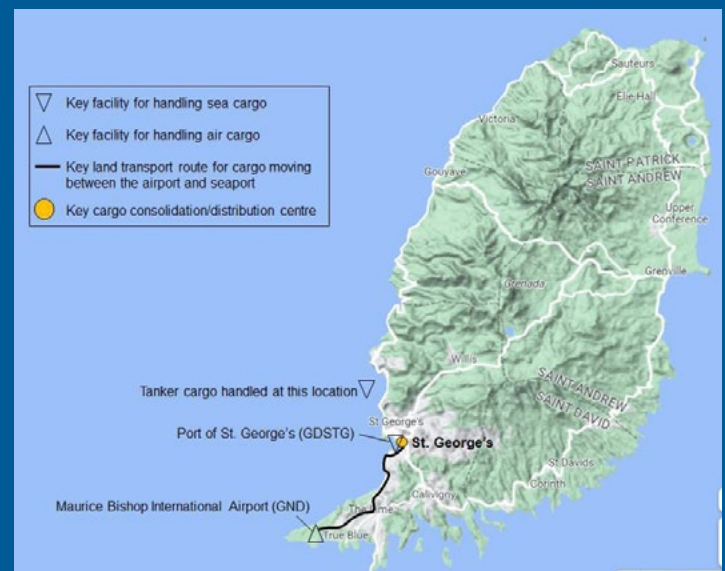 Key facility for handling sea cargo
Key facility for handling air cargo
Key land transport route for cargo moving
between the airport and seaport
Key cargo consolidation/distribution centre
Sauteurs
Elie Hall
Victoria
SAINT PATRICK
SAINT ANDREW
Gouyave
Upper
Conference
Grenville
Grenada
Willis
Tanker cargo handled at this location
SAINT ANDREW
SAINT DAVID
St George's
Port of St. George's (GDSTG)
St. George's
St Davids
Corinth
Calivigny
Maurice Bishop International Airport (GND)
True Blue